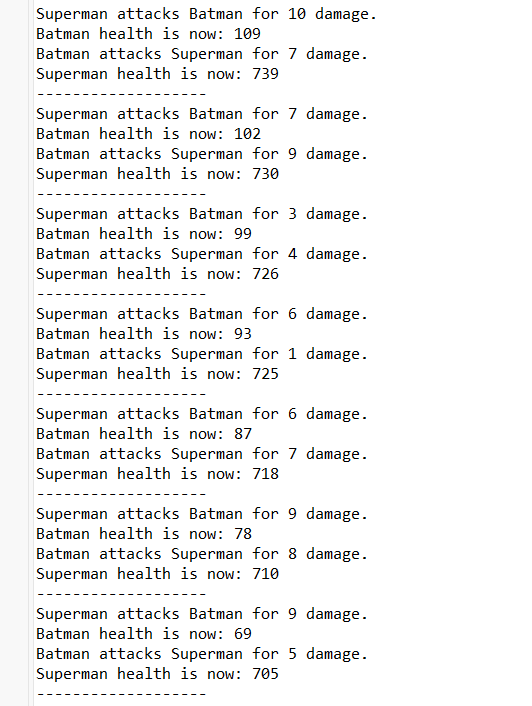 Superman attacks Batman for 10 damage.
Batman health is now: 109
Batman attacks Superman for 7 damage.
Superman health is now: 739
-------------------
Superman attacks Batman for 7 damage.
Batman health is now: 102
Batman attacks Superman for 9 damage.
Superman health is now: 730
-------------------
Superman attacks Batman for 3 damage.
Batman health is now: 99
Batman attacks Superman for 4 damage.
Superman health is now: 726
-------------------
Superman attacks Batman for 6 damage.
Batman health is now: 93
Batman attacks Superman for 1 damage.
Superman health is now: 725
-------------------
Superman attacks Batman for 6 damage.
Batman health is now: 87
Batman attacks Superman for 7 damage.
Superman health is now: 718
-------------------
Superman attacks Batman for 9 damage.
Batman health is now: 78
Batman attacks Superman for 8 damage.
Superman health is now: 710
-------------------
Superman attacks Batman for 9 damage.
Batman health is now: 69
Batman attacks Superman for 5 damage.
Superman health is now: 705
-------------------